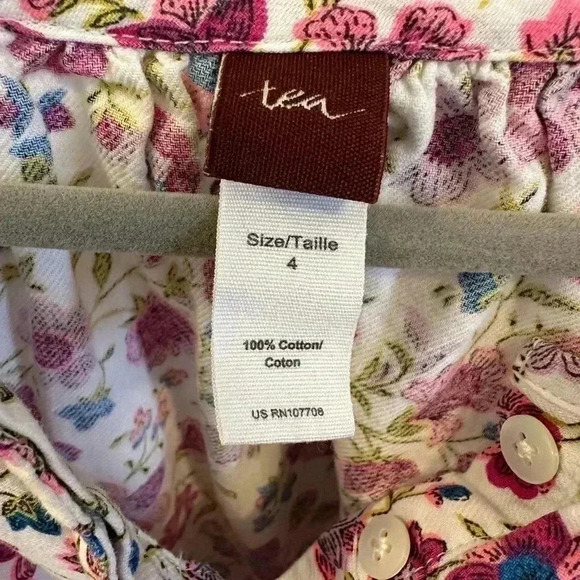 tea
Size/Taille
4
100% Cotton/
Coton
US RN107708